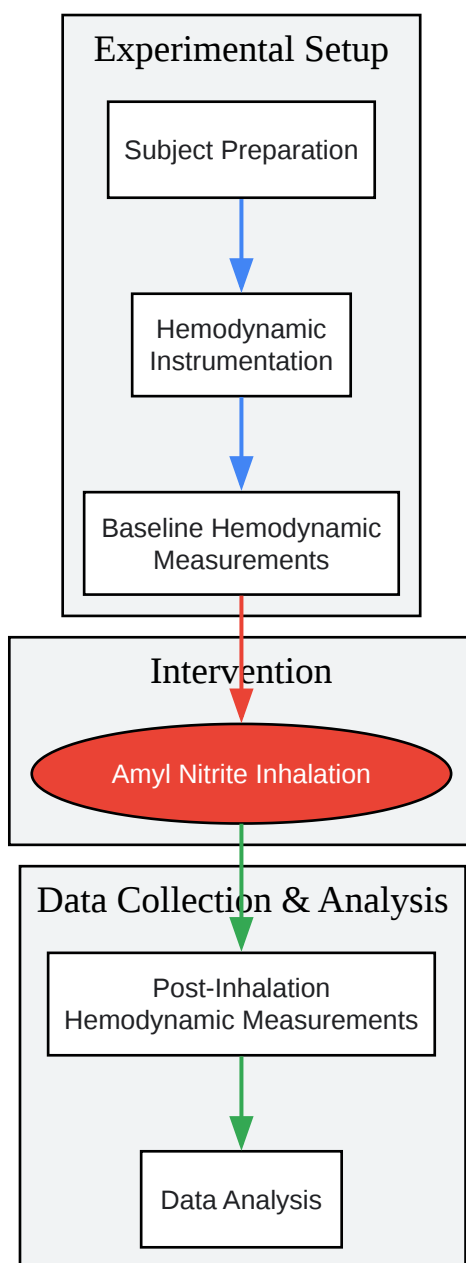 Experimental Setup
Subject Preparation
Hemodynamic
Instrumentation
Baseline Hemodynamic
Measurements
Intervention
Amyl Nitrite Inhalation
Data Collection & Analysis
Post-Inhalation
Hemodynamic Measurements
Data Analysis